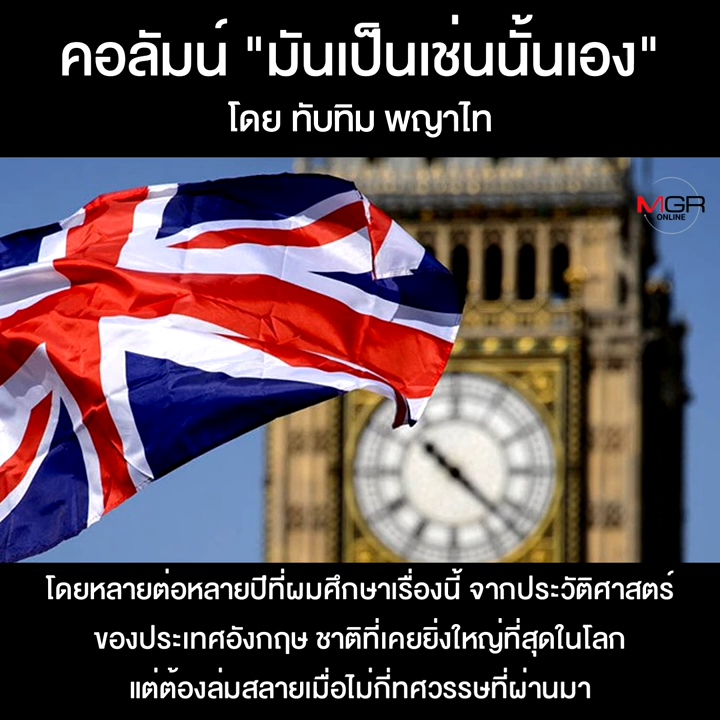 คอลัมน์ "มันเป็นเช่นนั้นเอง"
โดย ทับทิม พญาไท
MGR
ONLINE
โดยหลายต่อหลายปีที่ผมศึกษาเรื่องนี้ จากประวัติศาสตร์
ของประเทศอังกฤษ ชาติที่เคยยิ่งใหญ่ที่สุดในโลก
แต่ต้องล่มสลายเมื่อไม่กี่ทศวรรษที่ผ่านมา